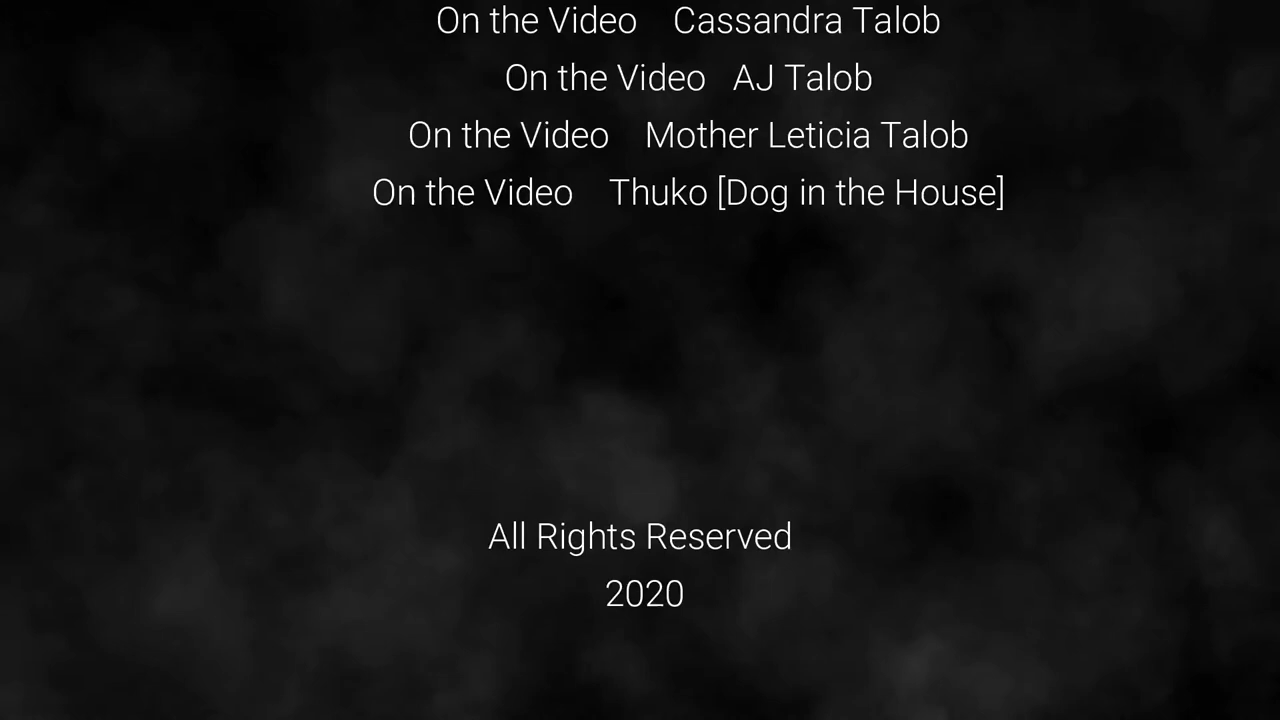 On the Video Cassandra Talob
On the Video AJ Talob
On the Video Mother Leticia Talob
On the Video Thuko [Dog in the House]
All Rights Reserved
2020